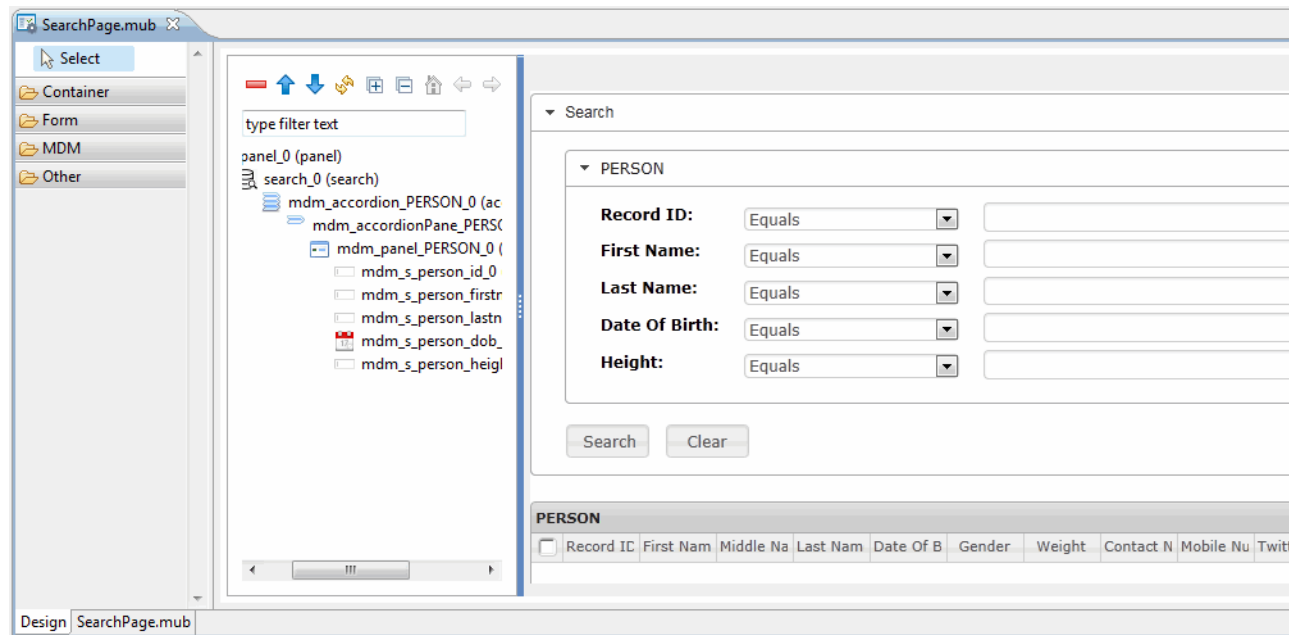 SearchPage.mub
Select
Container
Form
MDM
Other
type filter text
panel_0 (panel)
search_0 (search)
mdm_accordion_PERSON_0 (ac
mdm_accordionPane_PERS(
mdm_panel_PERSON_0 (
mdm_s_person_id_0
mdm_s_person_firstr
mdm_s_person_lastn
mdm_s_person_dob_
mdm_s_person_heigl
Search
PERSON
Record ID: Equals
First Name: Equals
Last Name: Equals
Date Of Birth: Equals
Height: Equals
Search Clear
PERSON
Record ID First Nam Middle Na Last Nam Date Of B Gender Weight Contact N Mobile Nu Twitt
Design SearchPage.mub